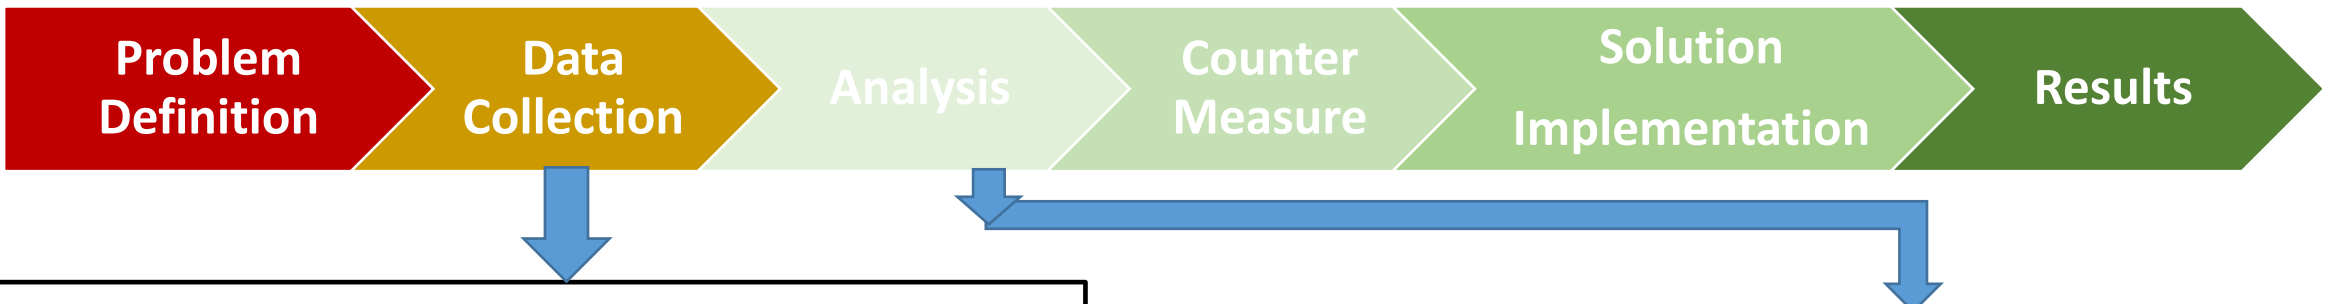 Problem
Definition
Data
Collection
Analysis
Counter
Measure
Solution
Implementation
Results